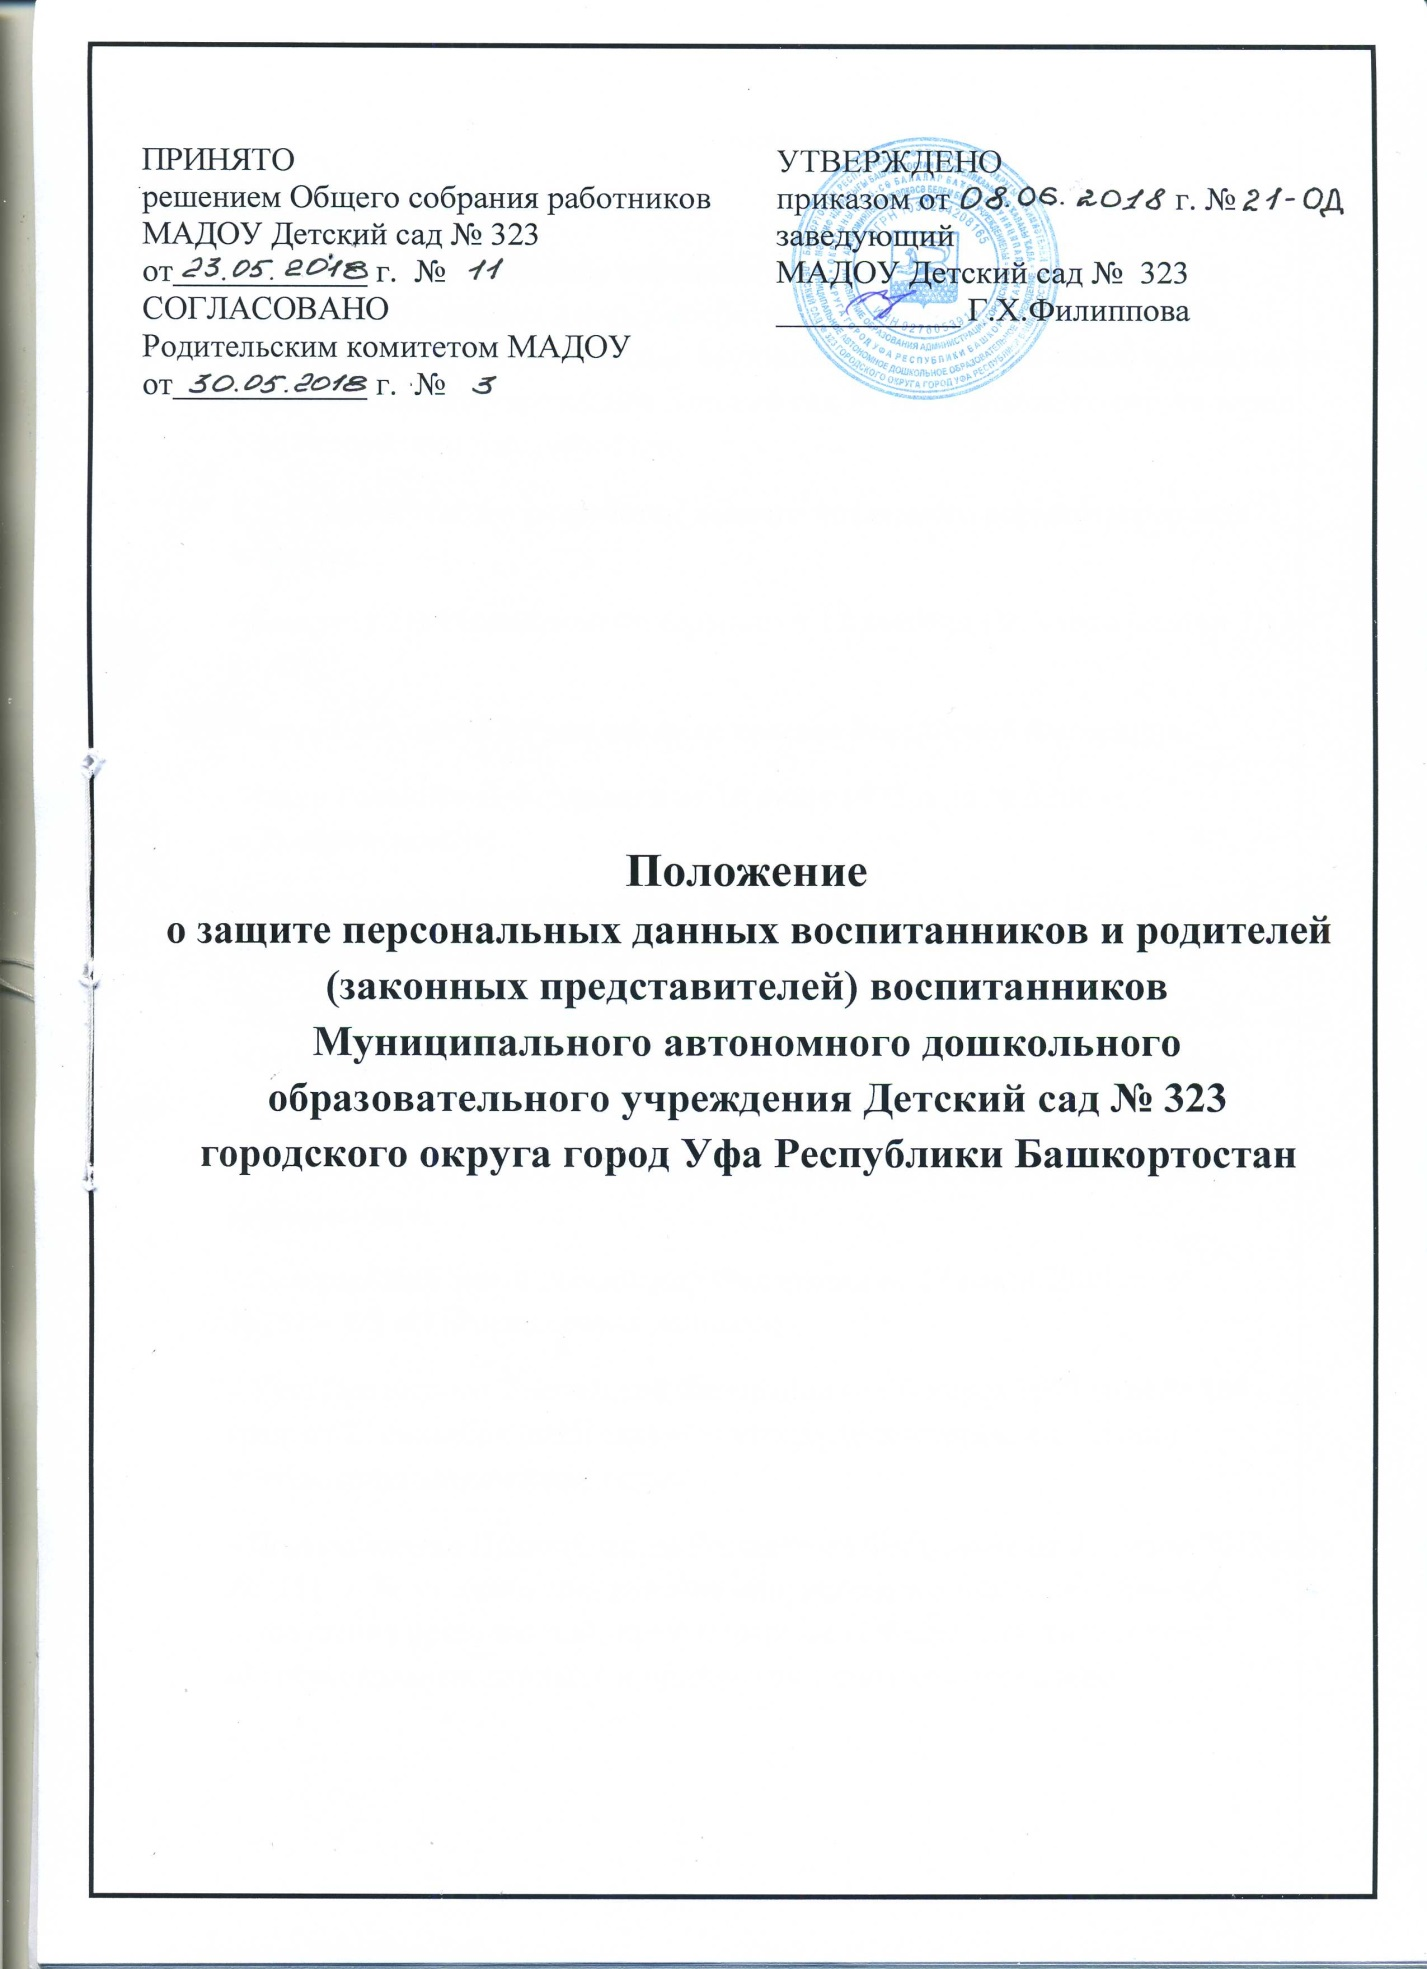 ПРИНЯТО
решением Общего собрания работников
МАДОУ Детский сад № 323
от 23.05.2018 г. № 11
СОГЛАСОВАНО
Родительским комитетом МАДОУ
от 30.05.2018 г. № 3
УТВЕРЖДЕНО
приказом от 08.06.2018 г. № 21-ОД
заведующий
МАДОУ Детский сад № 323
____________ Г.Х.Филиппова
Положение
о защите персональных данных воспитанников и родителей
(законных представителей) воспитанников
Муниципального автономного дошкольного
образовательного учреждения Детский сад № 323
городского округа город Уфа Республики Башкортостан